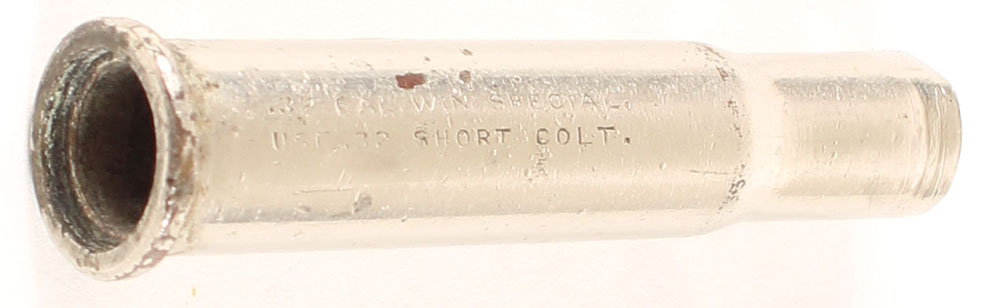 .32 CAL WIN SPECIAL.
USE .32 SHORT COLT.